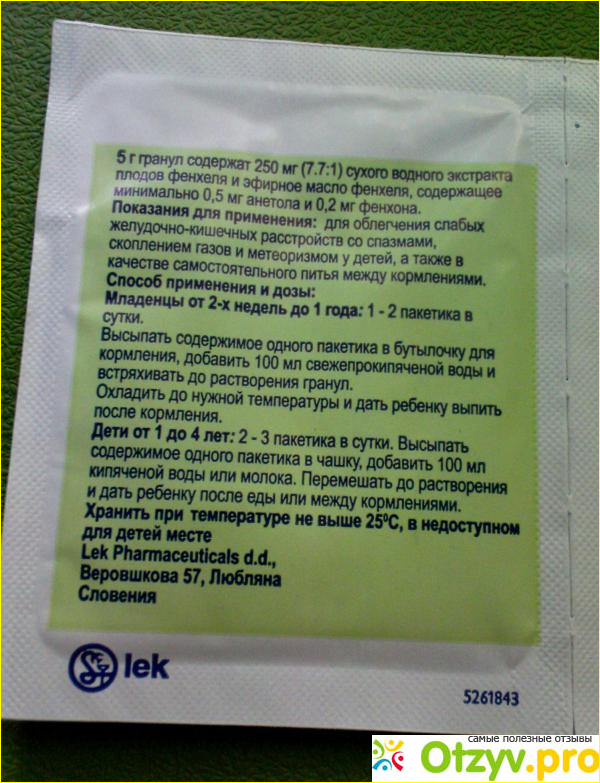 5 г гранул содержат 250 мг (7.7:1) сухого водного экстракта
плодов фенхеля и эфирное масло фенхеля, содержащее
минимально 0,5 мг анетола и 0,2 мг фенхона.
Показания для применения: для облегчения слабых
желудочно-кишечных расстройств со спазмами,
скоплением газов и метеоризмом у детей, а также в
качестве самостоятельного питья между кормлениями.
Способ применения и дозы:
Младенцы от 2-х недель до 1 года: 1 - 2 пакетика в
сутки.
Высыпать содержимое одного пакетика в бутылочку для
кормления, добавить 100 мл свежепрокипяченой воды и
встряхивать до растворения гранул.
Охладить до нужной температуры и дать ребенку выпить
после кормления.
Дети от 1 до 4 лет: 2 - 3 пакетика в сутки. Высыпать
содержимое одного пакетика в чашку, добавить 100 мл
кипяченой воды или молока. Перемешать до растворения
и дать ребенку после еды или между кормлениями.
Хранить при температуре не выше 25⁰С, в недоступном
для детей месте
Lek Pharmaceuticals d.d.,
Веровшкова 57, Любляна
Словения
lek
5261843
самые полезные отзывы
Otzyv.pro